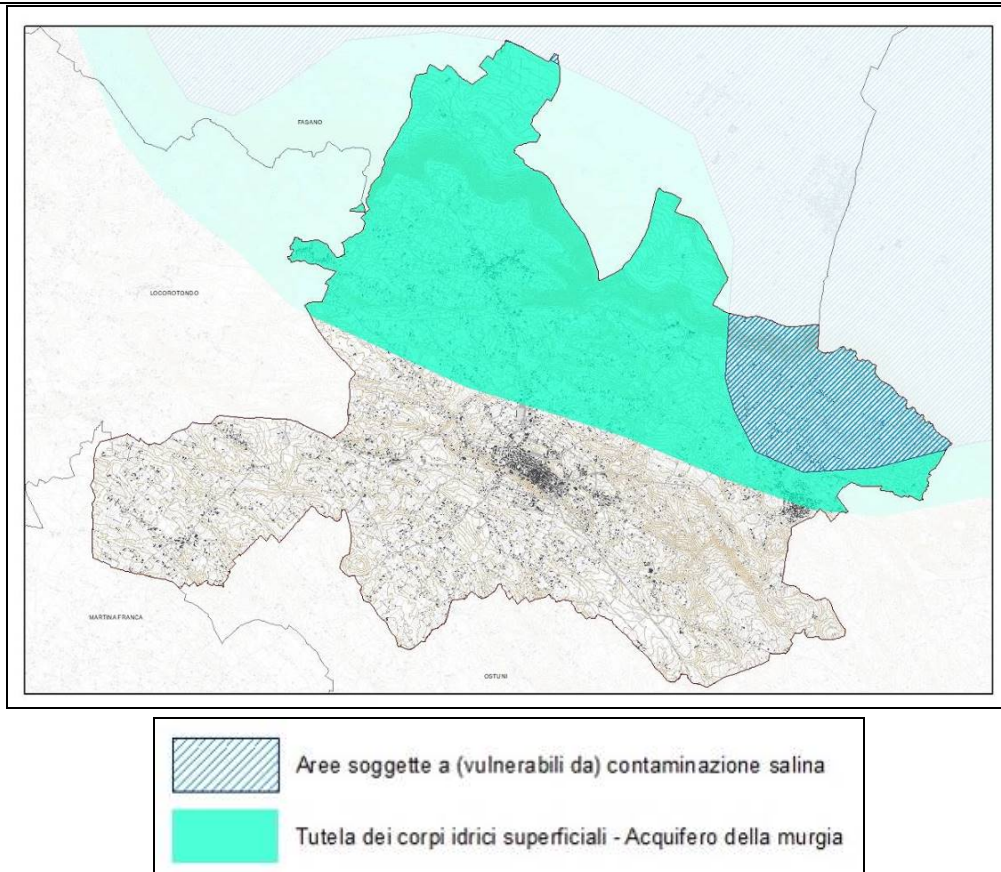 FASANO
LOCOROTONDO
MARTINA FRANCA
OSTUNI
Aree soggette a (vulnerabili da) contaminazione salina
Tutela dei corpi idrici superficiali - Acquifero della murgia